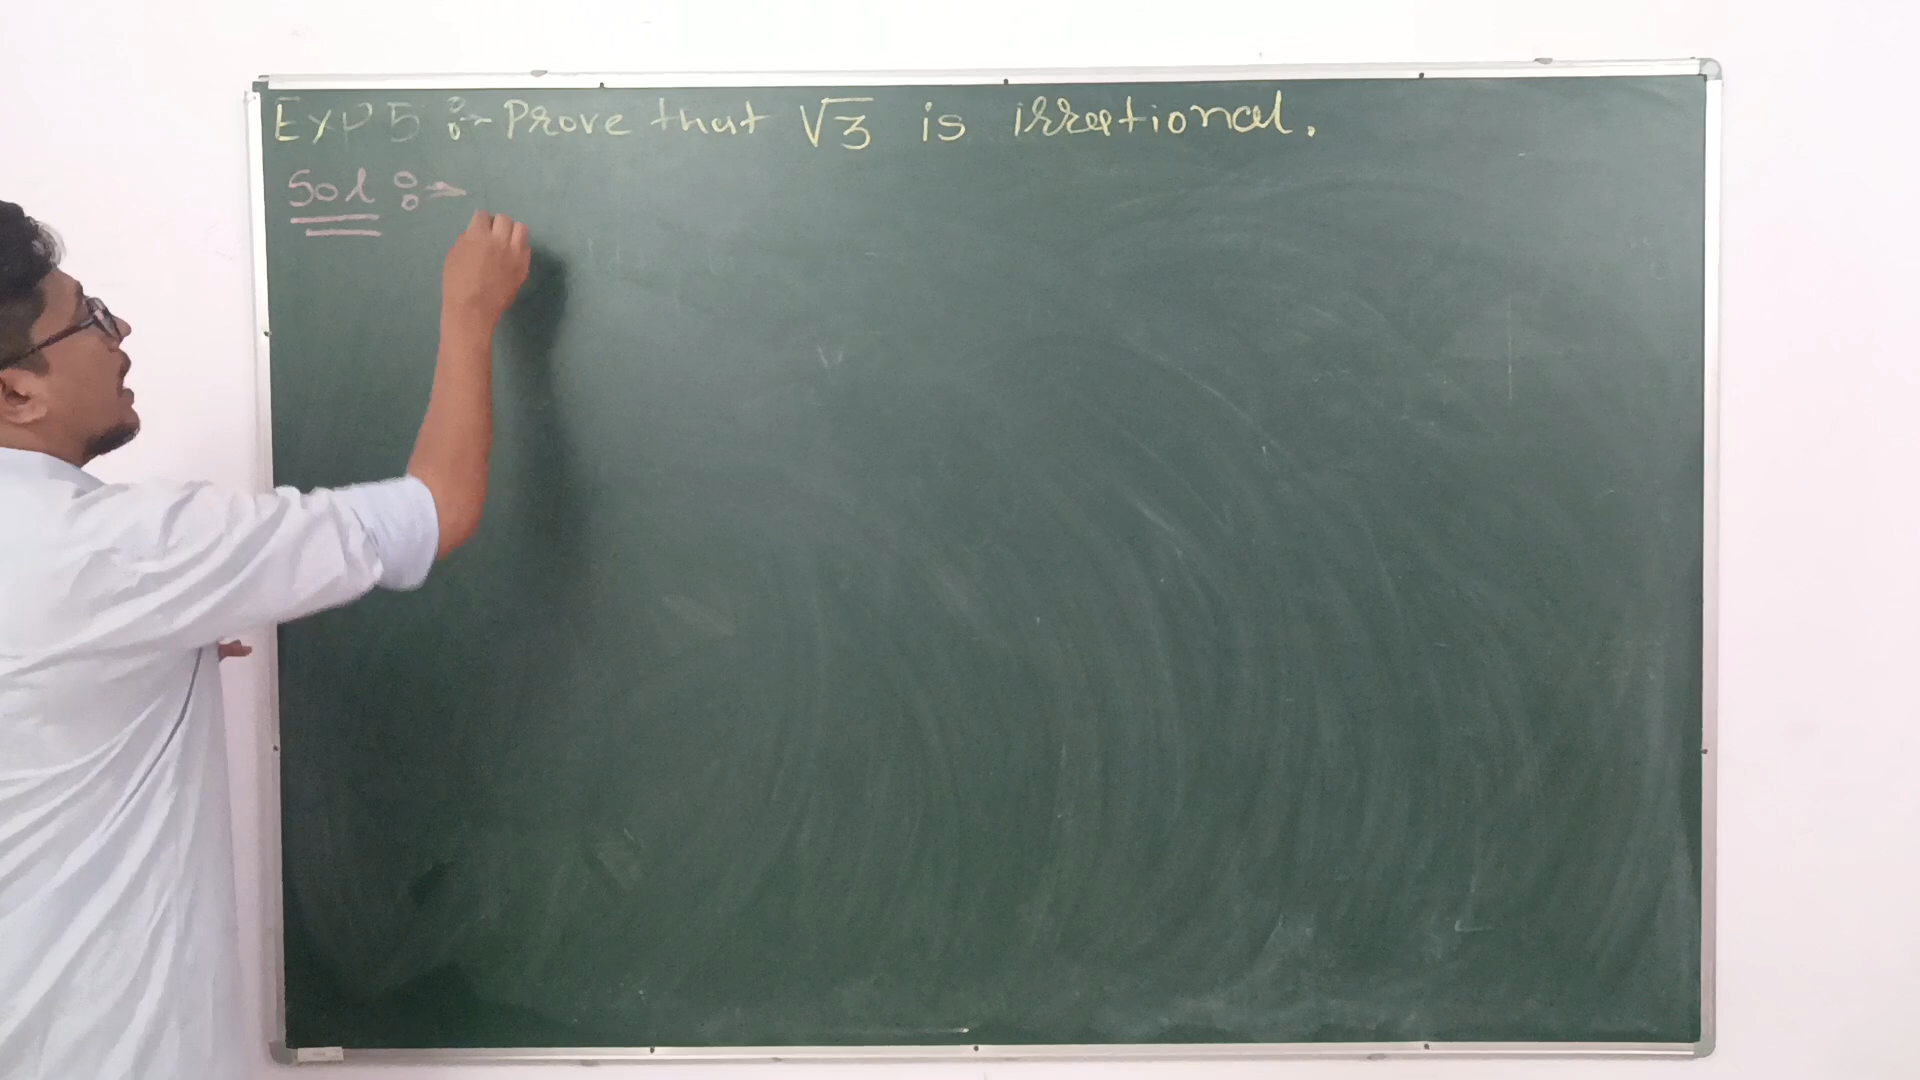 Exp 5 :- Prove that √3 is irrational.
Sol :-